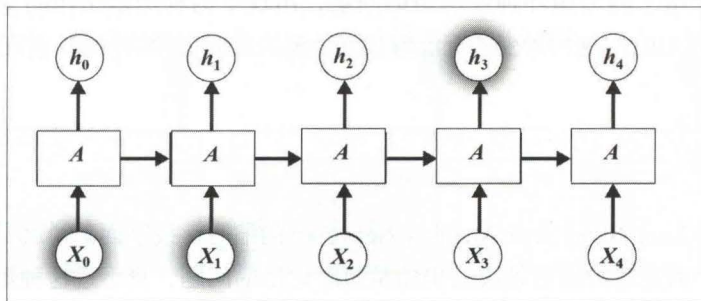 h₀ h₁ h₂ h₃ h₄
A A A A A
X₀ X₁ X₂ X₃ X₄